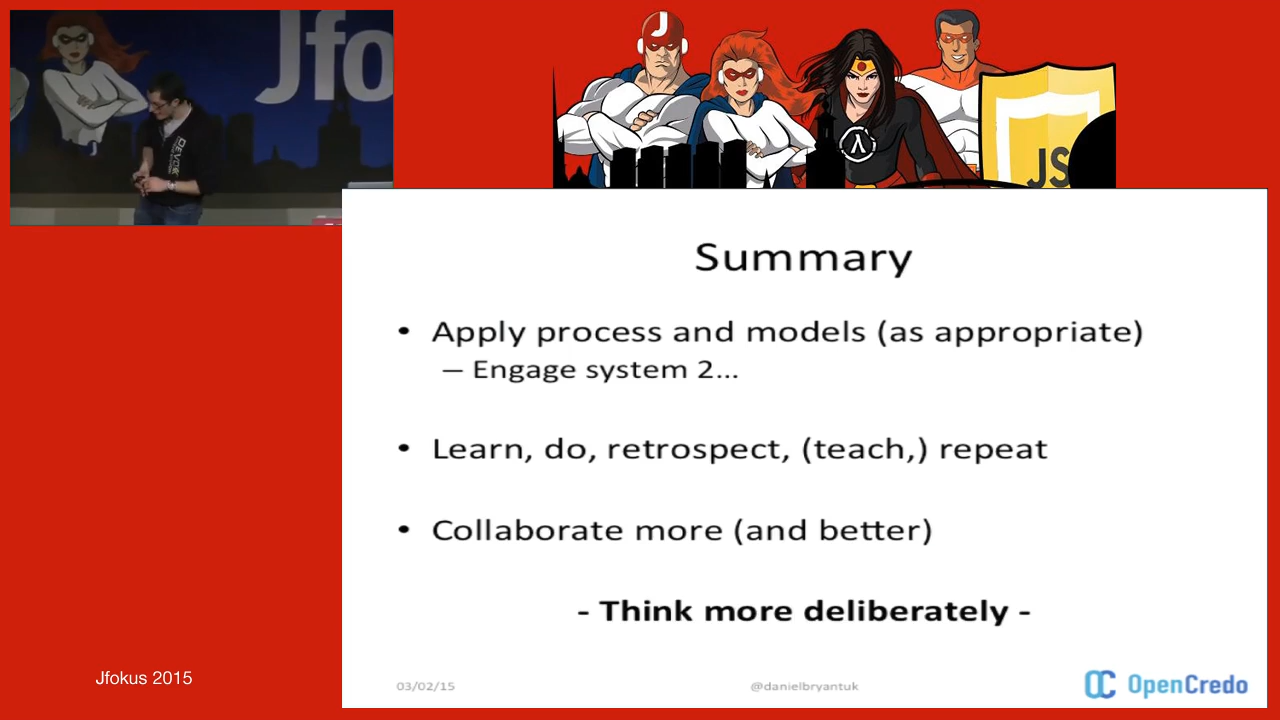 Jfo
J
JS
Summary
• Apply process and models (as appropriate)
– Engage system 2...
• Learn, do, retrospect, (teach,) repeat
• Collaborate more (and better)
- Think more deliberately -
03/02/15
@danielbryantuk
OpenCredo
Jfokus 2015